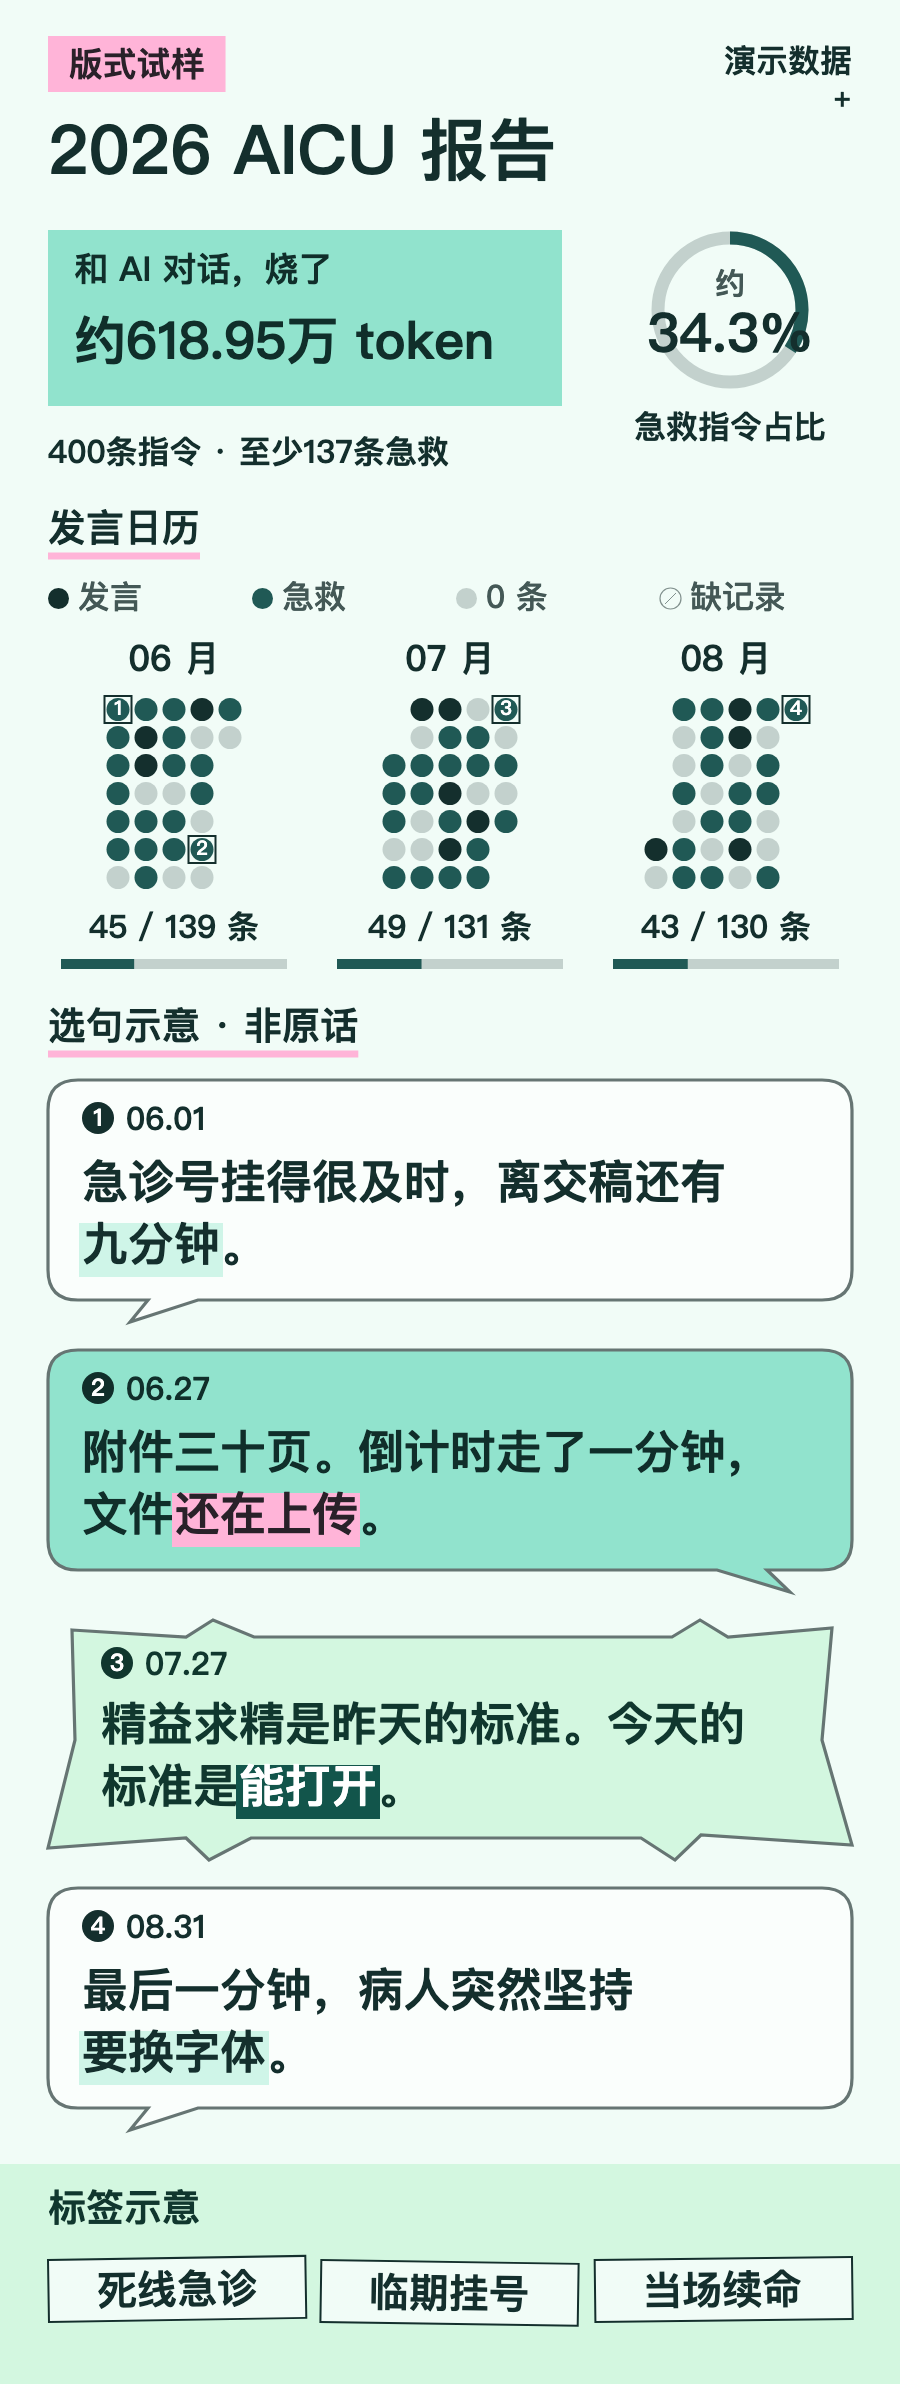 版式试样
演示数据
+
2026 AICU 报告
和 AI 对话，烧了
约618.95万 token
约
34.3%
急救指令占比
400条指令 · 至少137条急救
发言日历
发言
急救
0 条
缺记录
06 月
07 月
08 月
1
3
4
2
45 / 139 条
49 / 131 条
43 / 130 条
选句示意 · 非原话
1 06.01
急诊号挂得很及时，离交稿还有
九分钟。
2 06.27
附件三十页。倒计时走了一分钟，
文件还在上传。
3 07.27
精益求精是昨天的标准。今天的
标准是能打开。
4 08.31
最后一分钟，病人突然坚持
要换字体。
标签示意
死线急诊
临期挂号
当场续命